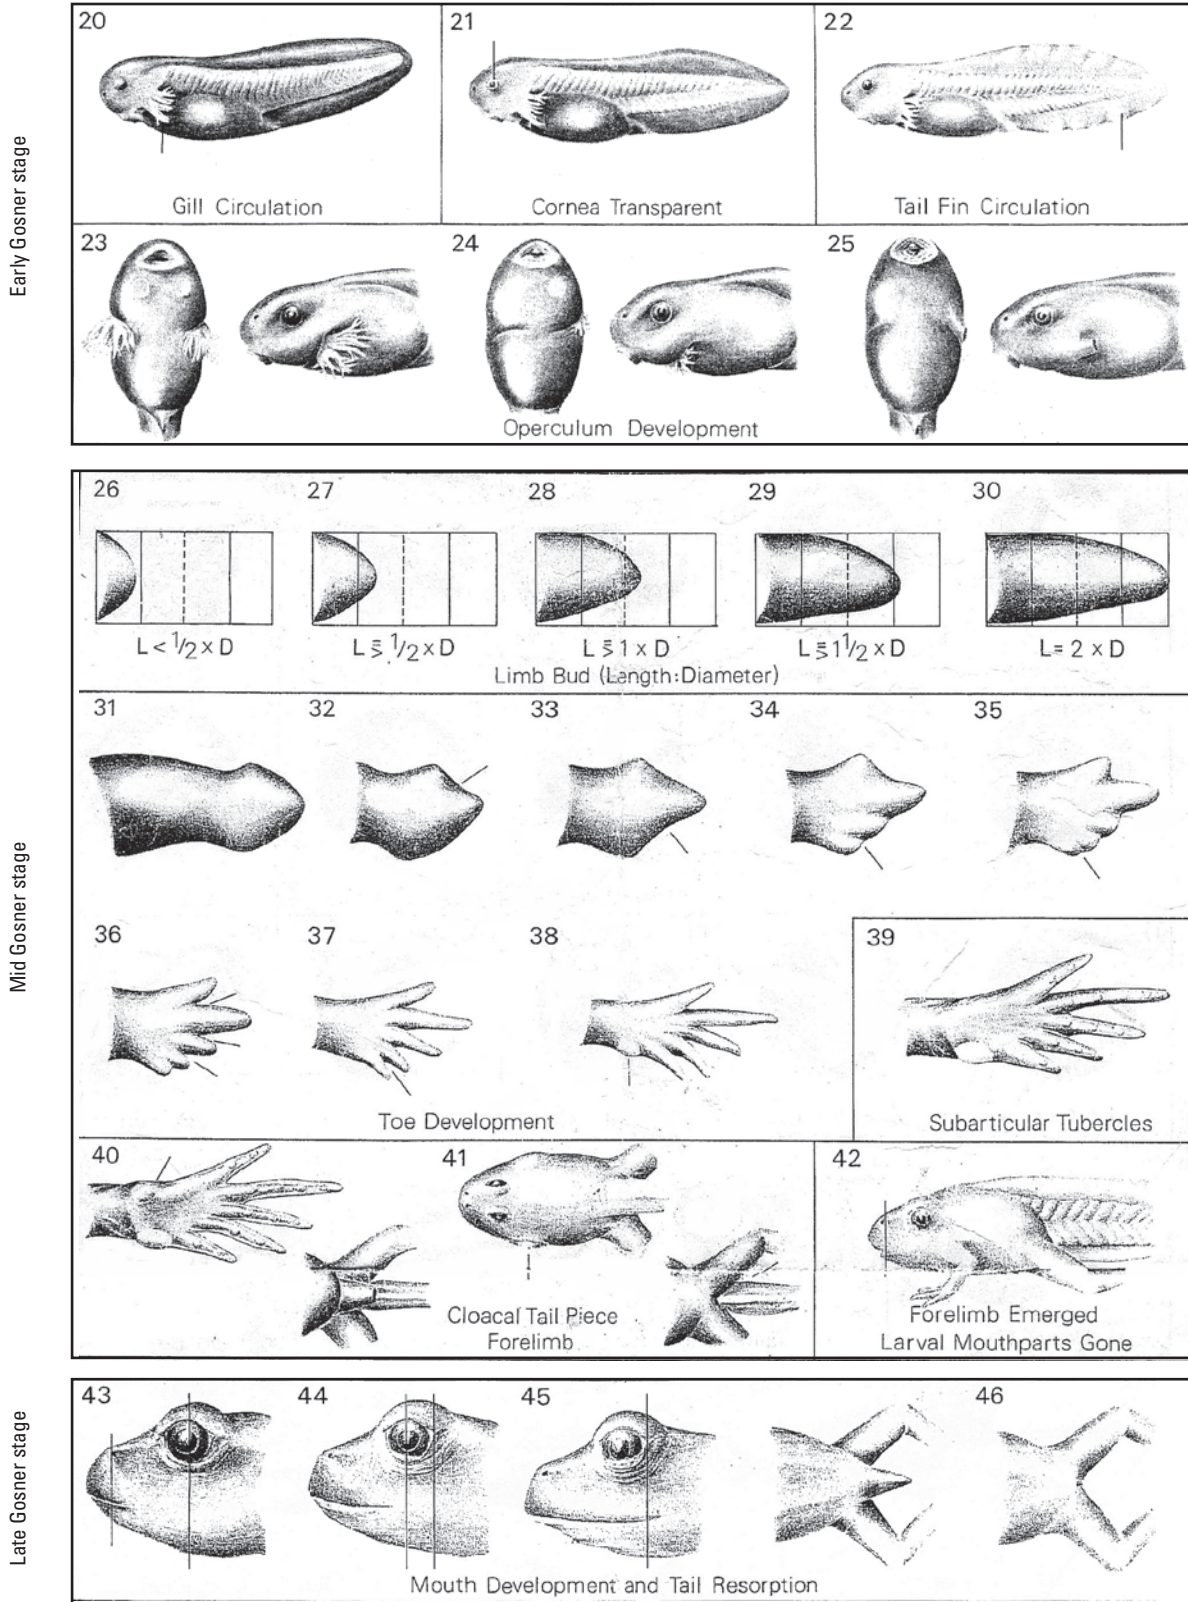 Early Gosner stage
20
21
22
Gill Circulation
Cornea Transparent
Tail Fin Circulation
23
24
25
Operculum Development
Mid Gosner stage
26
27
28
29
30
L < 1/2 x D
L ≦ 1/2 x D
L ≦ 1 x D
L ≦ 1 1/2 x D
L = 2 x D
Limb Bud (Length:Diameter)
31
32
33
34
35
36
37
38
39
Toe Development
Subarticular Tubercles
40
41
42
Cloacal Tail Piece
Forelimb
Forelimb Emerged
Larval Mouthparts Gone
Late Gosner stage
43
44
45
46
Mouth Development and Tail Resorption